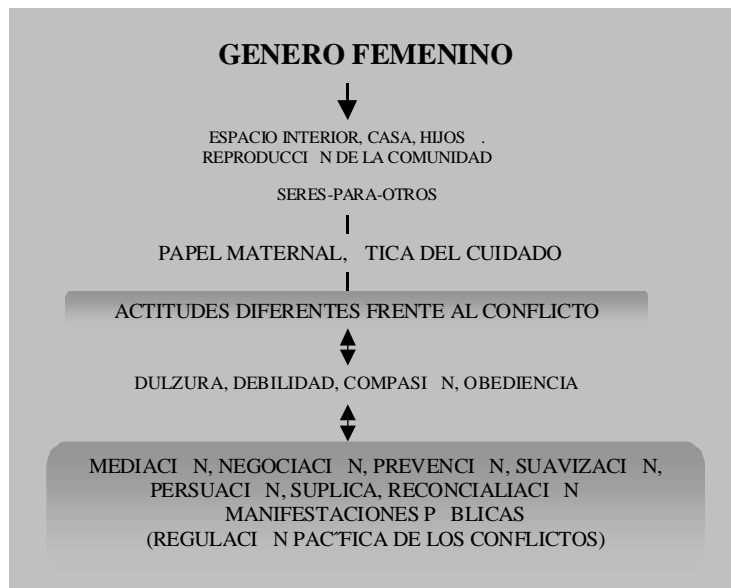 GENERO FEMENINO
ESPACIO INTERIOR, CASA, HIJOS .
REPRODUCCI N DE LA COMUNIDAD
SERES-PARA-OTROS
PAPEL MATERNAL, TICA DEL CUIDADO
ACTITUDES DIFERENTES FRENTE AL CONFLICTO
DULZURA, DEBILIDAD, COMPASI N, OBEDIENCIA
MEDIACI N, NEGOCIACI N, PREVENCI N, SUAVIZACI N,
PERSUACI N, SUPLICA, RECONCIALIACI N
MANIFESTACIONES P BLICAS
(REGULACI N PAC“FICA DE LOS CONFLICTOS)